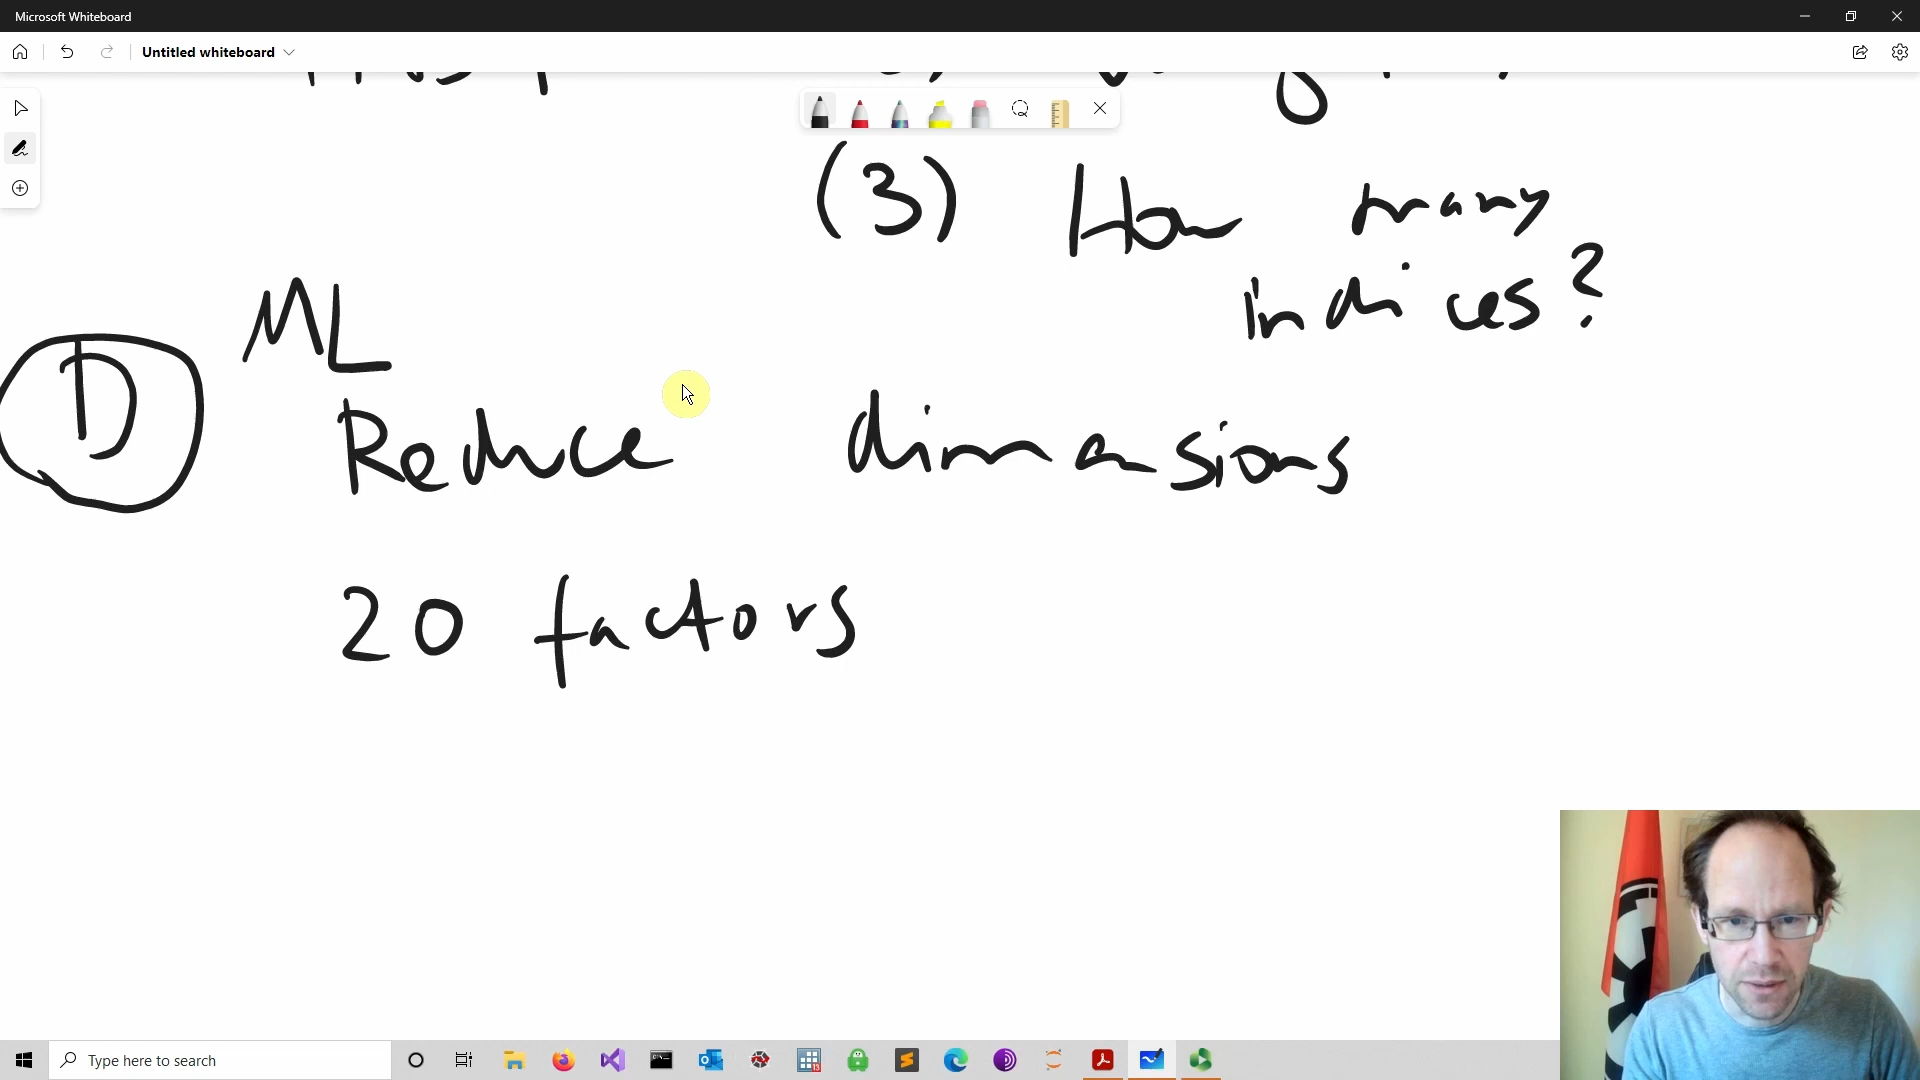 Microsoft Whiteboard
Untitled whiteboard
(3) How many
indices?
ML
D
Reduce dimensions
20 factors
Type here to search